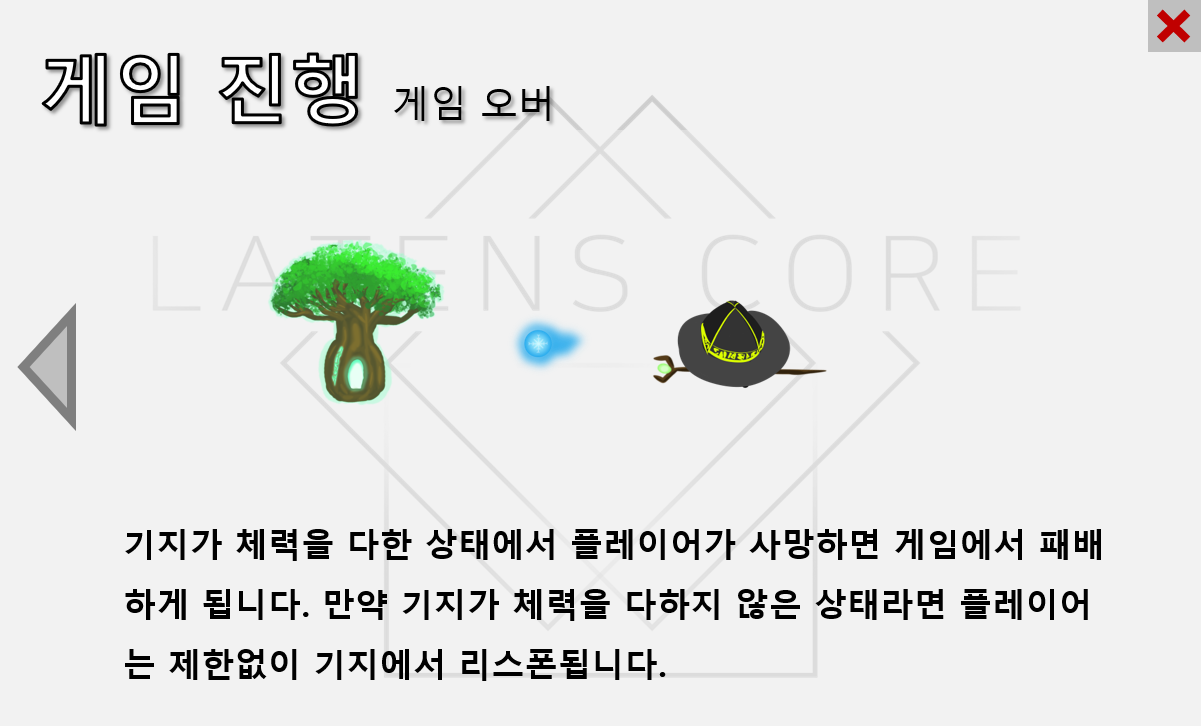 게임 진행 게임 오버
LATENS CORE
기지가 체력을 다한 상태에서 플레이어가 사망하면 게임에서 패배
하게 됩니다. 만약 기지가 체력을 다하지 않은 상태라면 플레이어
는 제한없이 기지에서 리스폰됩니다.